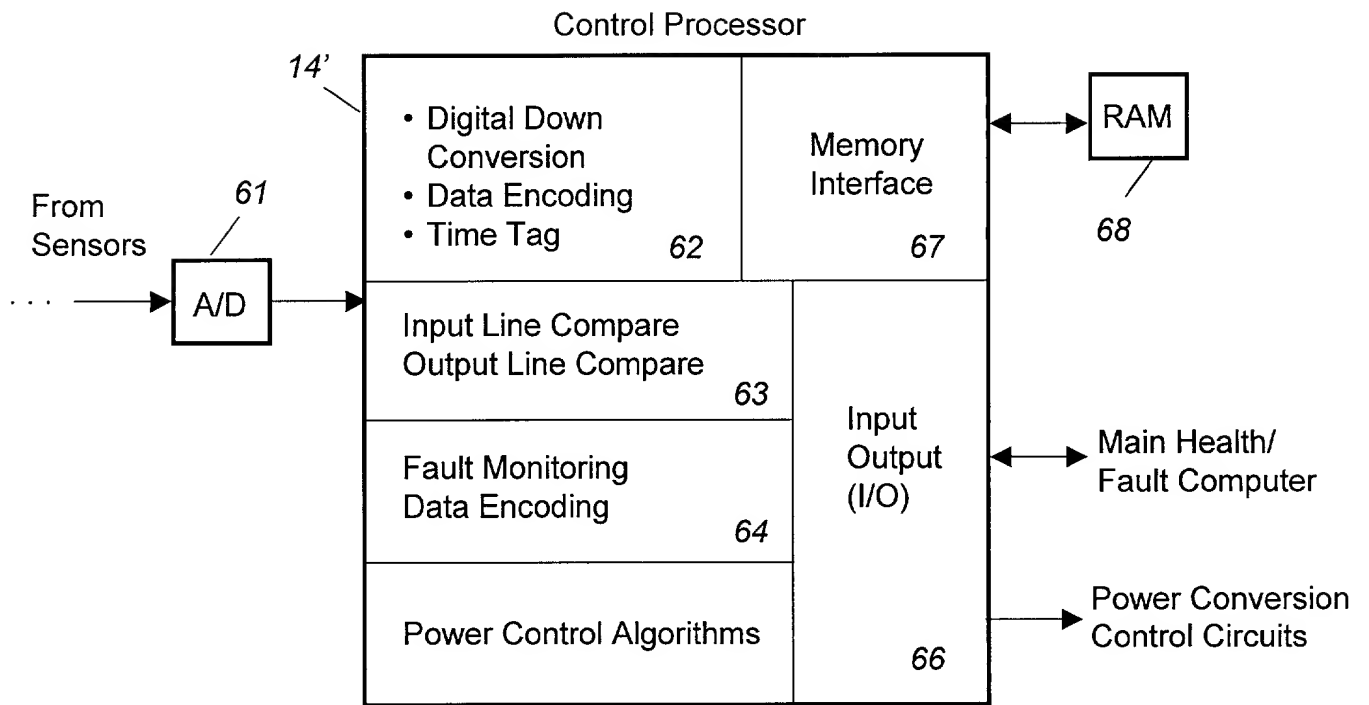 Control Processor
14'
• Digital Down
Conversion
• Data Encoding
• Time Tag
62
Memory
Interface
67
RAM
68
From
Sensors
61
. . .
A/D
Input Line Compare
Output Line Compare
63
Fault Monitoring
Data Encoding
64
Power Control Algorithms
Input
Output
(I/O)
66
Main Health/
Fault Computer
Power Conversion
Control Circuits